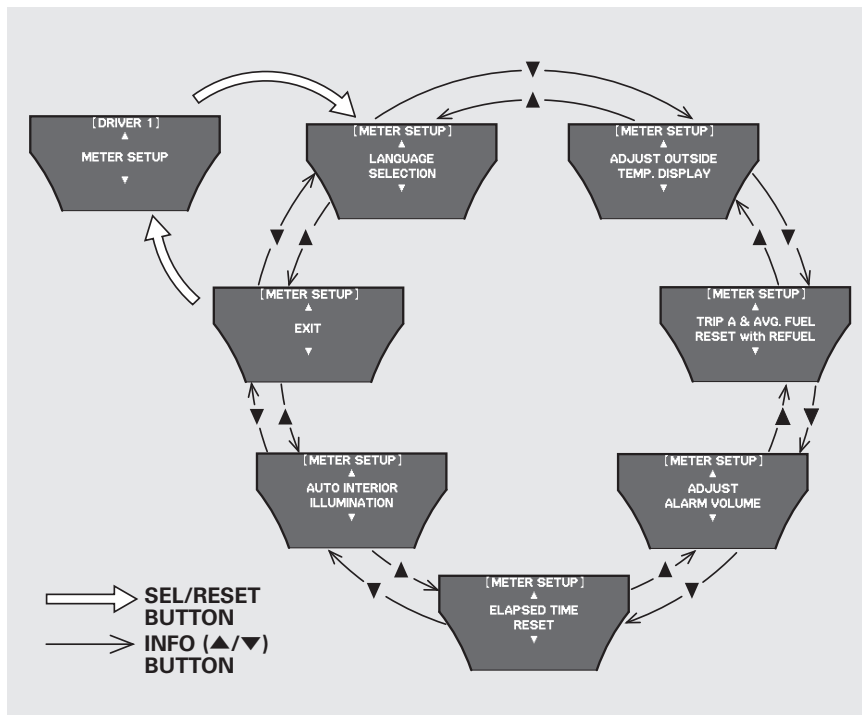 [DRIVER 1]
▲
METER SETUP
▼
[METER SETUP]
▲
LANGUAGE
SELECTION
▼
[METER SETUP]
▲
ADJUST OUTSIDE
TEMP. DISPLAY
▼
[METER SETUP]
▲
TRIP A & AVG. FUEL
RESET with REFUEL
▼
[METER SETUP]
▲
ADJUST
ALARM VOLUME
▼
[METER SETUP]
▲
ELAPSED TIME
RESET
▼
[METER SETUP]
▲
AUTO INTERIOR
ILLUMINATION
▼
[METER SETUP]
▲
EXIT
▼
SEL/RESET
BUTTON
INFO (▲/▼)
BUTTON